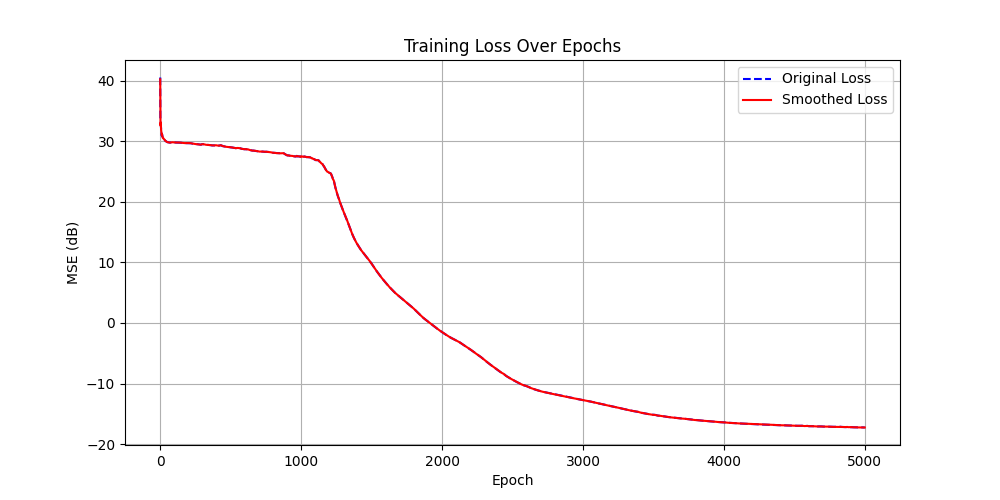 Training Loss Over Epochs
Original Loss
Smoothed Loss
MSE (dB)
40
30
20
10
0
−10
−20
0 1000 2000 3000 4000 5000
Epoch